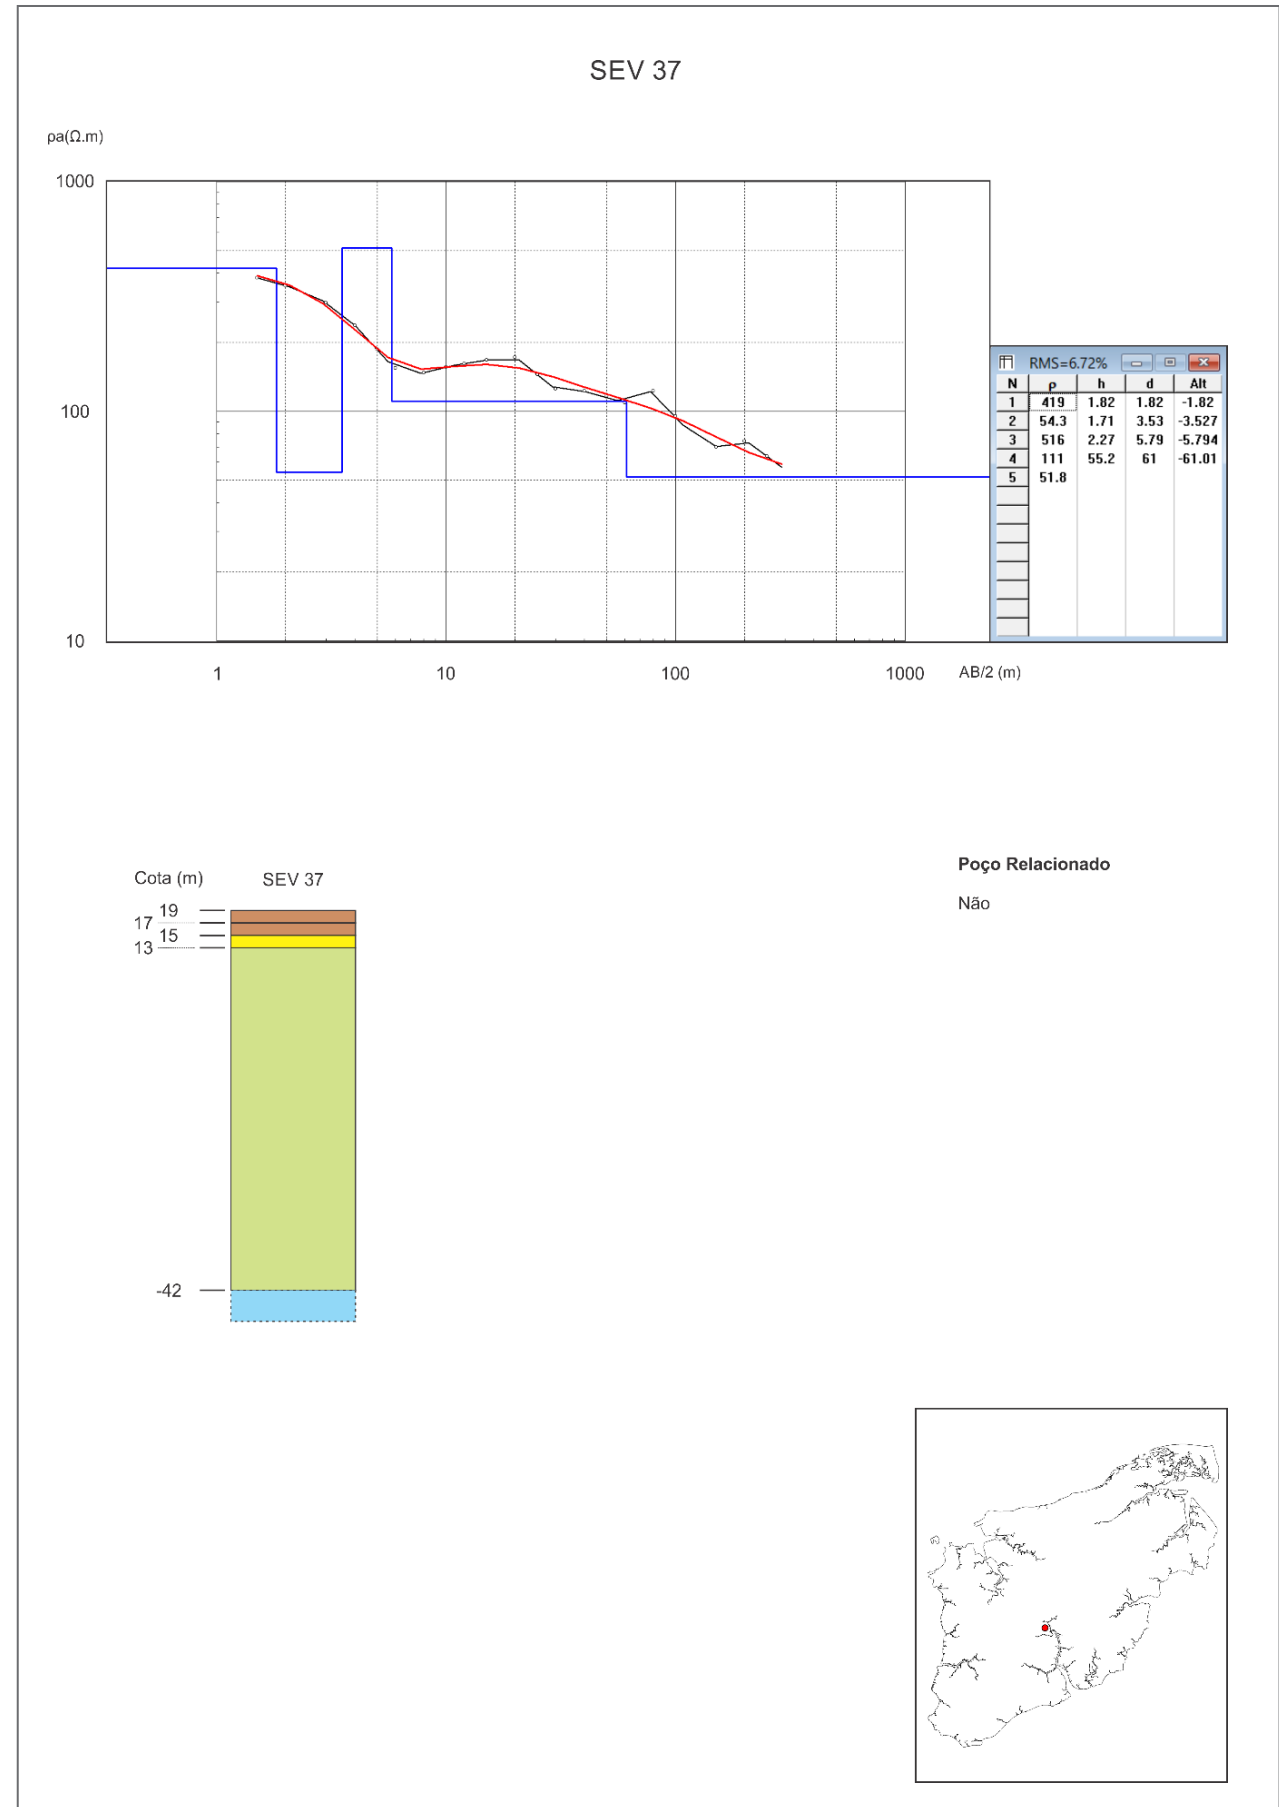 SEV 37
ρa(Ω.m)
1000
100
10
1 10 100 1000 AB/2 (m)
RMS=6.72%
N ρ h d Alt
1 419 1.82 1.82 -1.82
2 54.3 1.71 3.53 -3.527
3 516 2.27 5.79 -5.794
4 111 55.2 61 -61.01
5 51.8
Poço Relacionado
Não
Cota (m) SEV 37
19
17
15
13
-42